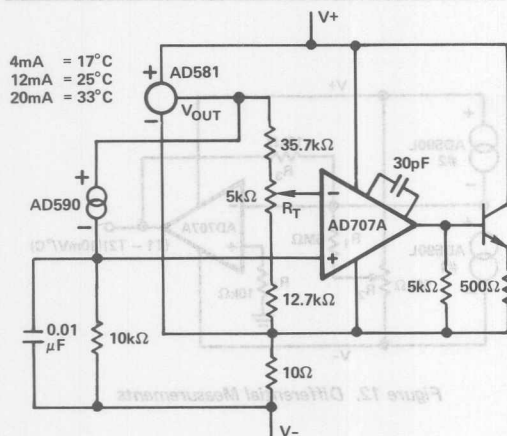 V+
4mA = 17°C
12mA = 25°C
20mA = 33°C
+
AD581
–
VOUT
35.7kΩ
30pF
+
AD590
–
5kΩ
RT
–
AD707A
+
12.7kΩ
5kΩ
500Ω
0.01
μF
10kΩ
10Ω
V–
Figure 12. Differential Measurements